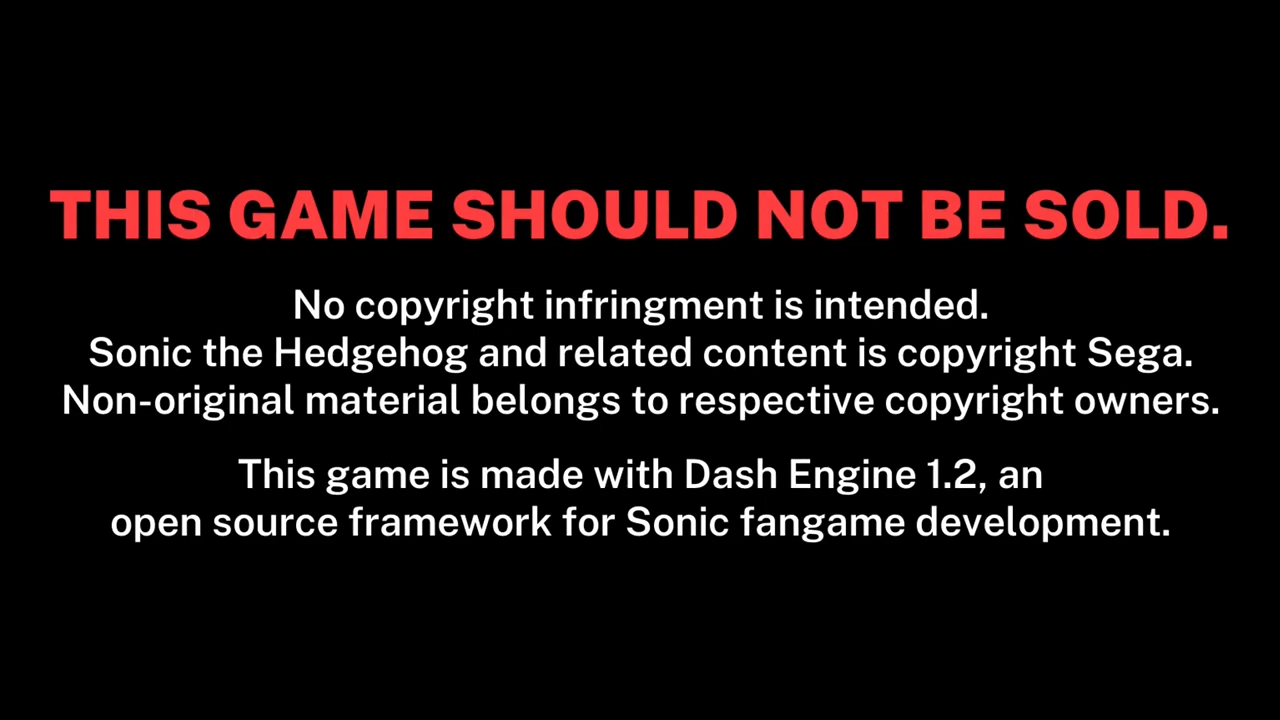 THIS GAME SHOULD NOT BE SOLD.
No copyright infringment is intended.
Sonic the Hedgehog and related content is copyright Sega.
Non-original material belongs to respective copyright owners.
This game is made with Dash Engine 1.2, an
open source framework for Sonic fangame development.